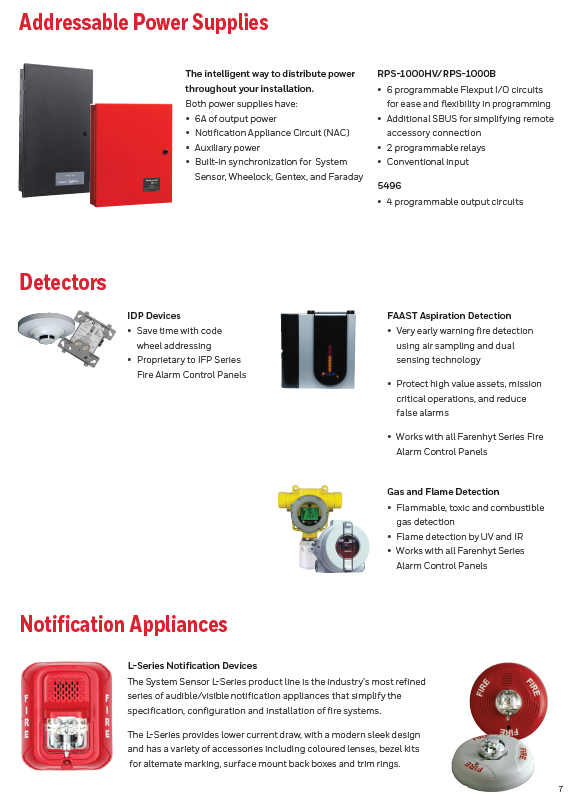 Addressable Power Supplies
The intelligent way to distribute power
throughout your installation.
Both power supplies have:
• 6A of output power
• Notification Appliance Circuit (NAC)
• Auxiliary power
• Built-in synchronization for System
Sensor, Wheelock, Gentex, and Faraday
RPS-1000HV/RPS-1000B
• 6 programmable Flexput I/O circuits
for ease and flexibility in programming
• Additional SBUS for simplifying remote
accessory connection
• 2 programmable relays
• Conventional input
5496
• 4 programmable output circuits
Detectors
IDP Devices
• Save time with code
wheel addressing
• Proprietary to IFP Series
Fire Alarm Control Panels
FAAST Aspiration Detection
• Very early warning fire detection
using air sampling and dual
sensing technology
• Protect high value assets, mission
critical operations, and reduce
false alarms
• Works with all Farenhyt Series Fire
Alarm Control Panels
Gas and Flame Detection
• Flammable, toxic and combustible
gas detection
• Flame detection by UV and IR
• Works with all Farenhyt Series
Alarm Control Panels
Notification Appliances
FIRE
FIRE
L-Series Notification Devices
The System Sensor L-Series product line is the industry's most refined
series of audible/visible notification appliances that simplify the
specification, configuration and installation of fire systems.
The L-Series provides lower current draw, with a modern sleek design
and has a variety of accessories including coloured lenses, bezel kits
for alternate marking, surface mount back boxes and trim rings.
FIRE
FIRE
FIRE
FIRE
FIRE
7